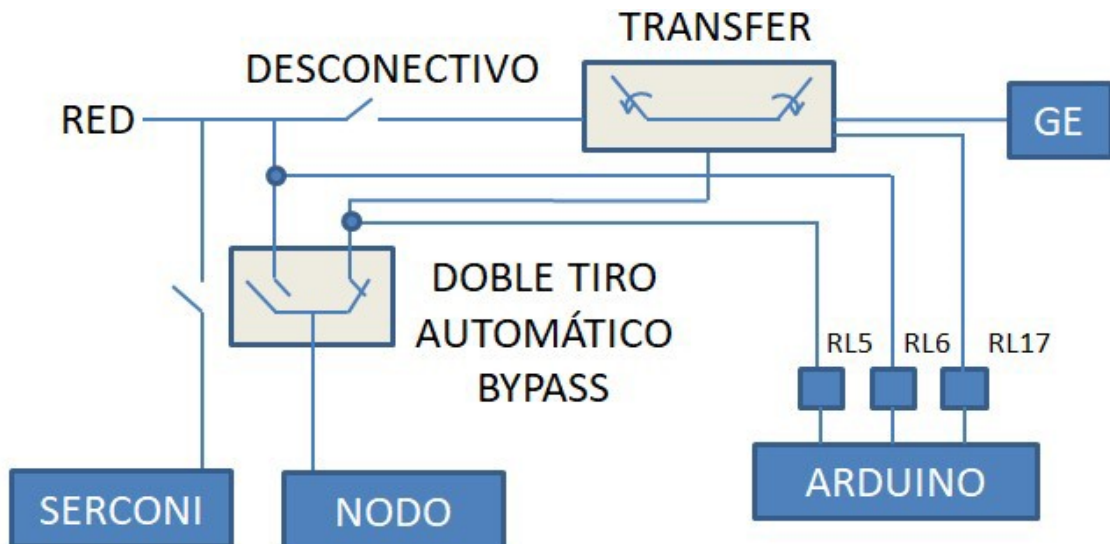 TRANSFER
DESCONECTIVO
RED
GE
DOBLE TIRO
AUTOMÁTICO
BYPASS
RL5
RL6
RL17
SERCONI
NODO
ARDUINO